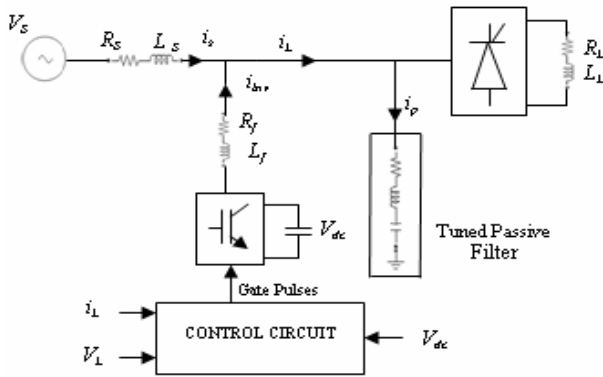 V_S
R_S L_S i_s i_L
i_inv
R_f
L_f
i_p
R_L
L_L
V_dc
Tuned Passive
Filter
Gate Pulses
i_L
CONTROL CIRCUIT
V_L
V_dc